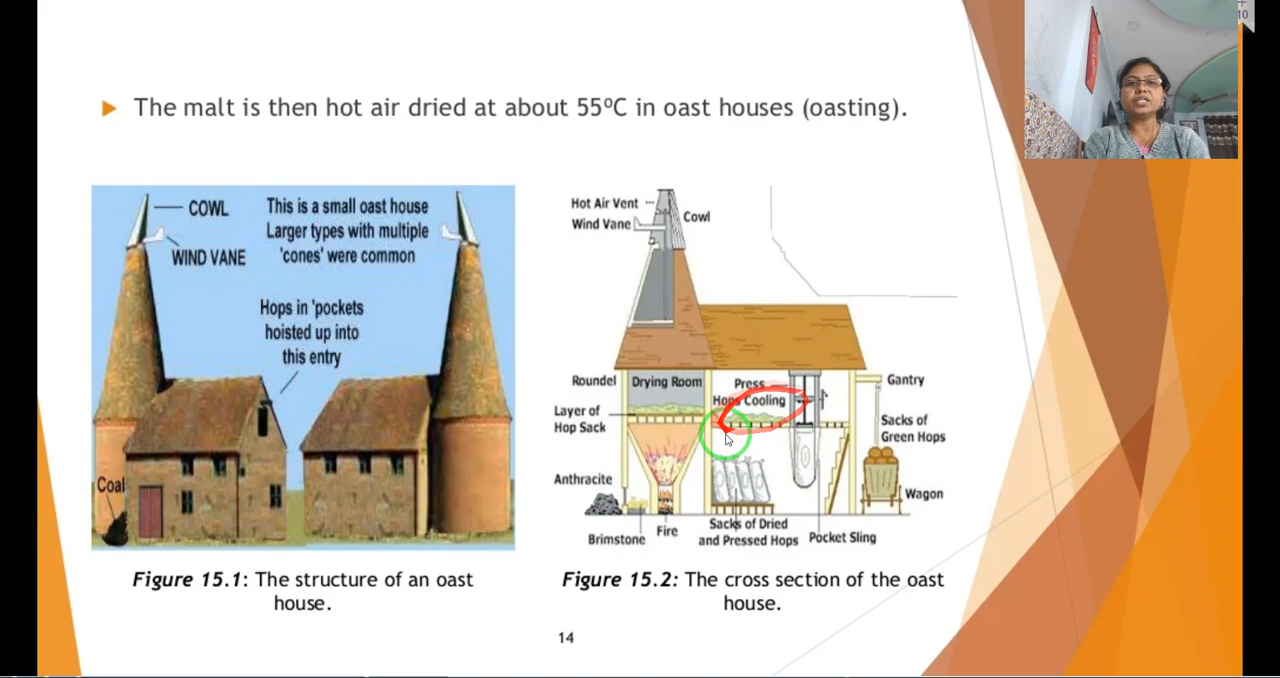 10
The malt is then hot air dried at about 55⁰C in oast houses (oasting).
COWL
WIND VANE
This is a small oast house
Larger types with multiple
'cones' were common
Hops in 'pockets
hoisted up into
this entry
Coal
Hot Air Vent
Wind Vane
Cowl
Roundel
Drying Room
Press
Hops Cooling
Gantry
Layer of
Hop Sack
Sacks of
Green Hops
Anthracite
Wagon
Brimstone
Fire
Sacks of Dried
and Pressed Hops
Pocket Sling
Figure 15.1: The structure of an oast
house.
Figure 15.2: The cross section of the oast
house.
14